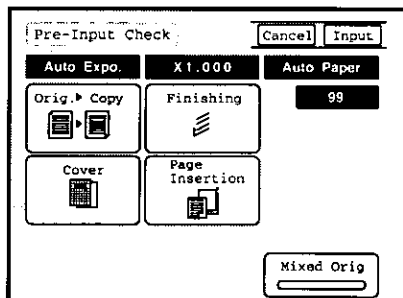 Pre-Input Check
Cancel
Input
Auto Expo.
X1.000
Auto Paper
Orig.▶ Copy
Finishing
99
Cover
Page
Insertion
Mixed Orig